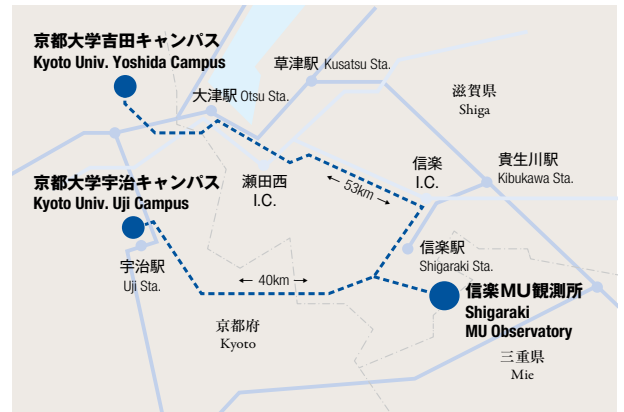 京都大学吉田キャンパス
Kyoto Univ. Yoshida Campus
草津駅 Kusatsu Sta.
大津駅 Otsu Sta.
滋賀県
Shiga
京都大学宇治キャンパス
Kyoto Univ. Uji Campus
瀬田西
I.C.
53km
信楽
I.C.
貴生川駅
Kibukawa Sta.
宇治駅
Uji Sta.
信楽駅
Shigaraki Sta.
40km
信楽MU観測所
Shigaraki
MU Observatory
京都府
Kyoto
三重県
Mie